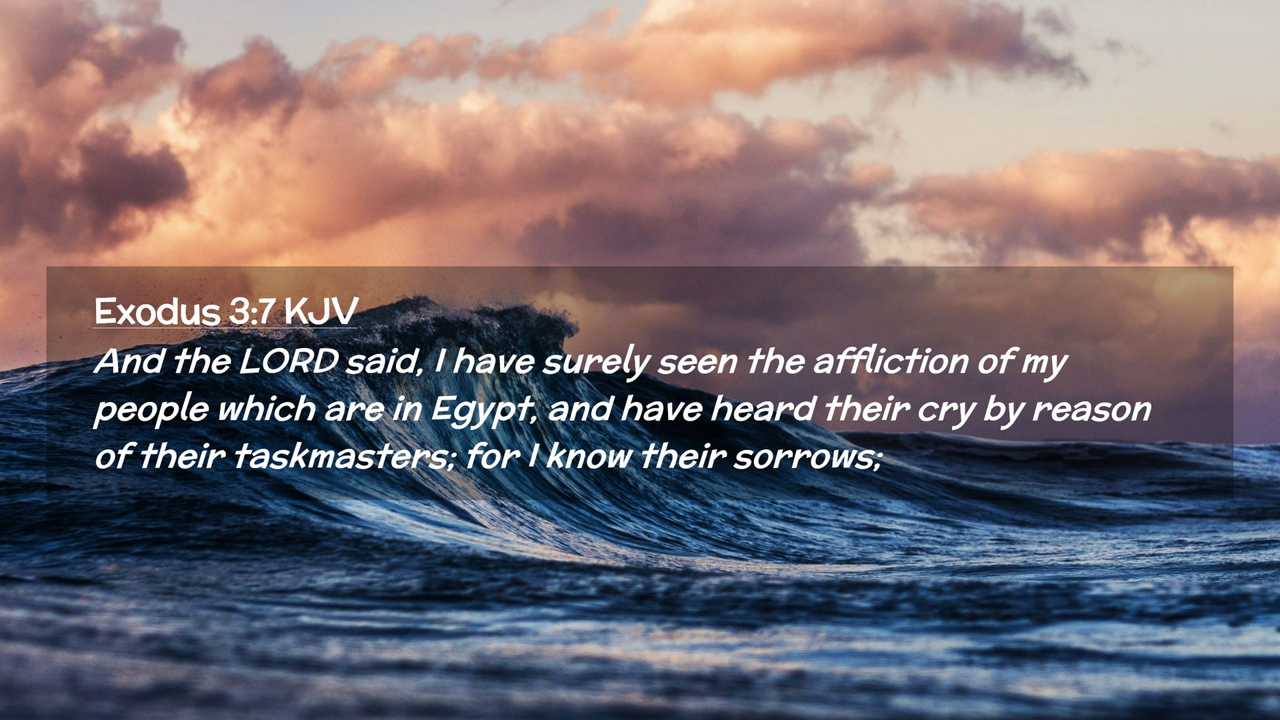 Exodus 3:7 KJV
And the LORD said, I have surely seen the affliction of my
people which are in Egypt, and have heard their cry by reason
of their taskmasters; for I know their sorrows;